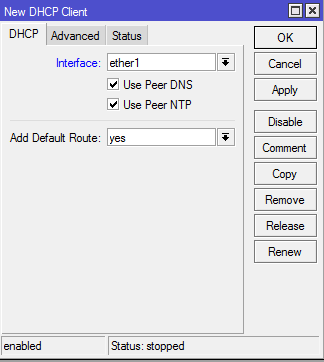 New DHCP Client
DHCP Advanced Status
Interface: ether1
Use Peer DNS
Use Peer NTP
Add Default Route: yes
OK
Cancel
Apply
Disable
Comment
Copy
Remove
Release
Renew
enabled Status: stopped